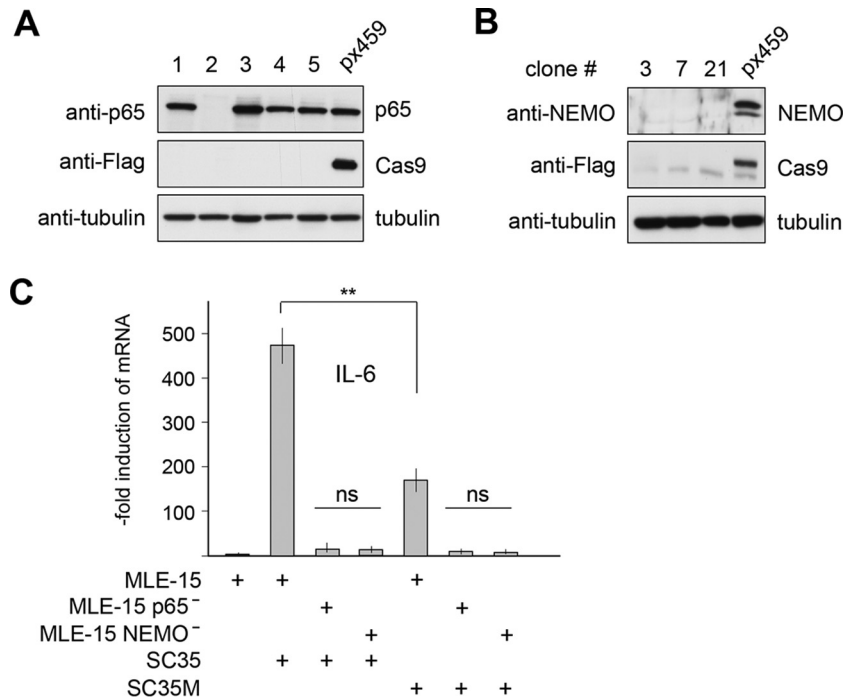 A
1 2 3 4 5 px459
anti-p65 p65
anti-Flag Cas9
anti-tubulin tubulin
B
clone # 3 7 21 px459
anti-NEMO NEMO
anti-Flag Cas9
anti-tubulin tubulin
C
-fold induction of mRNA
500
400
300
200
100
**
IL-6
ns ns
MLE-15 + + +
MLE-15 p65⁻ + +
MLE-15 NEMO⁻ + +
SC35 + + +
SC35M + + +